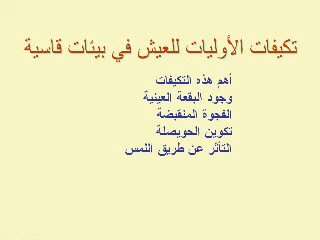 تكيفات الأوليات للعيش في بيئات قاسية
أهم هذه التكيفات
وجود البقعة العينية
الفجوة المنقبضة
تكوين الحويصلة
التأثر عن طريق اللمس